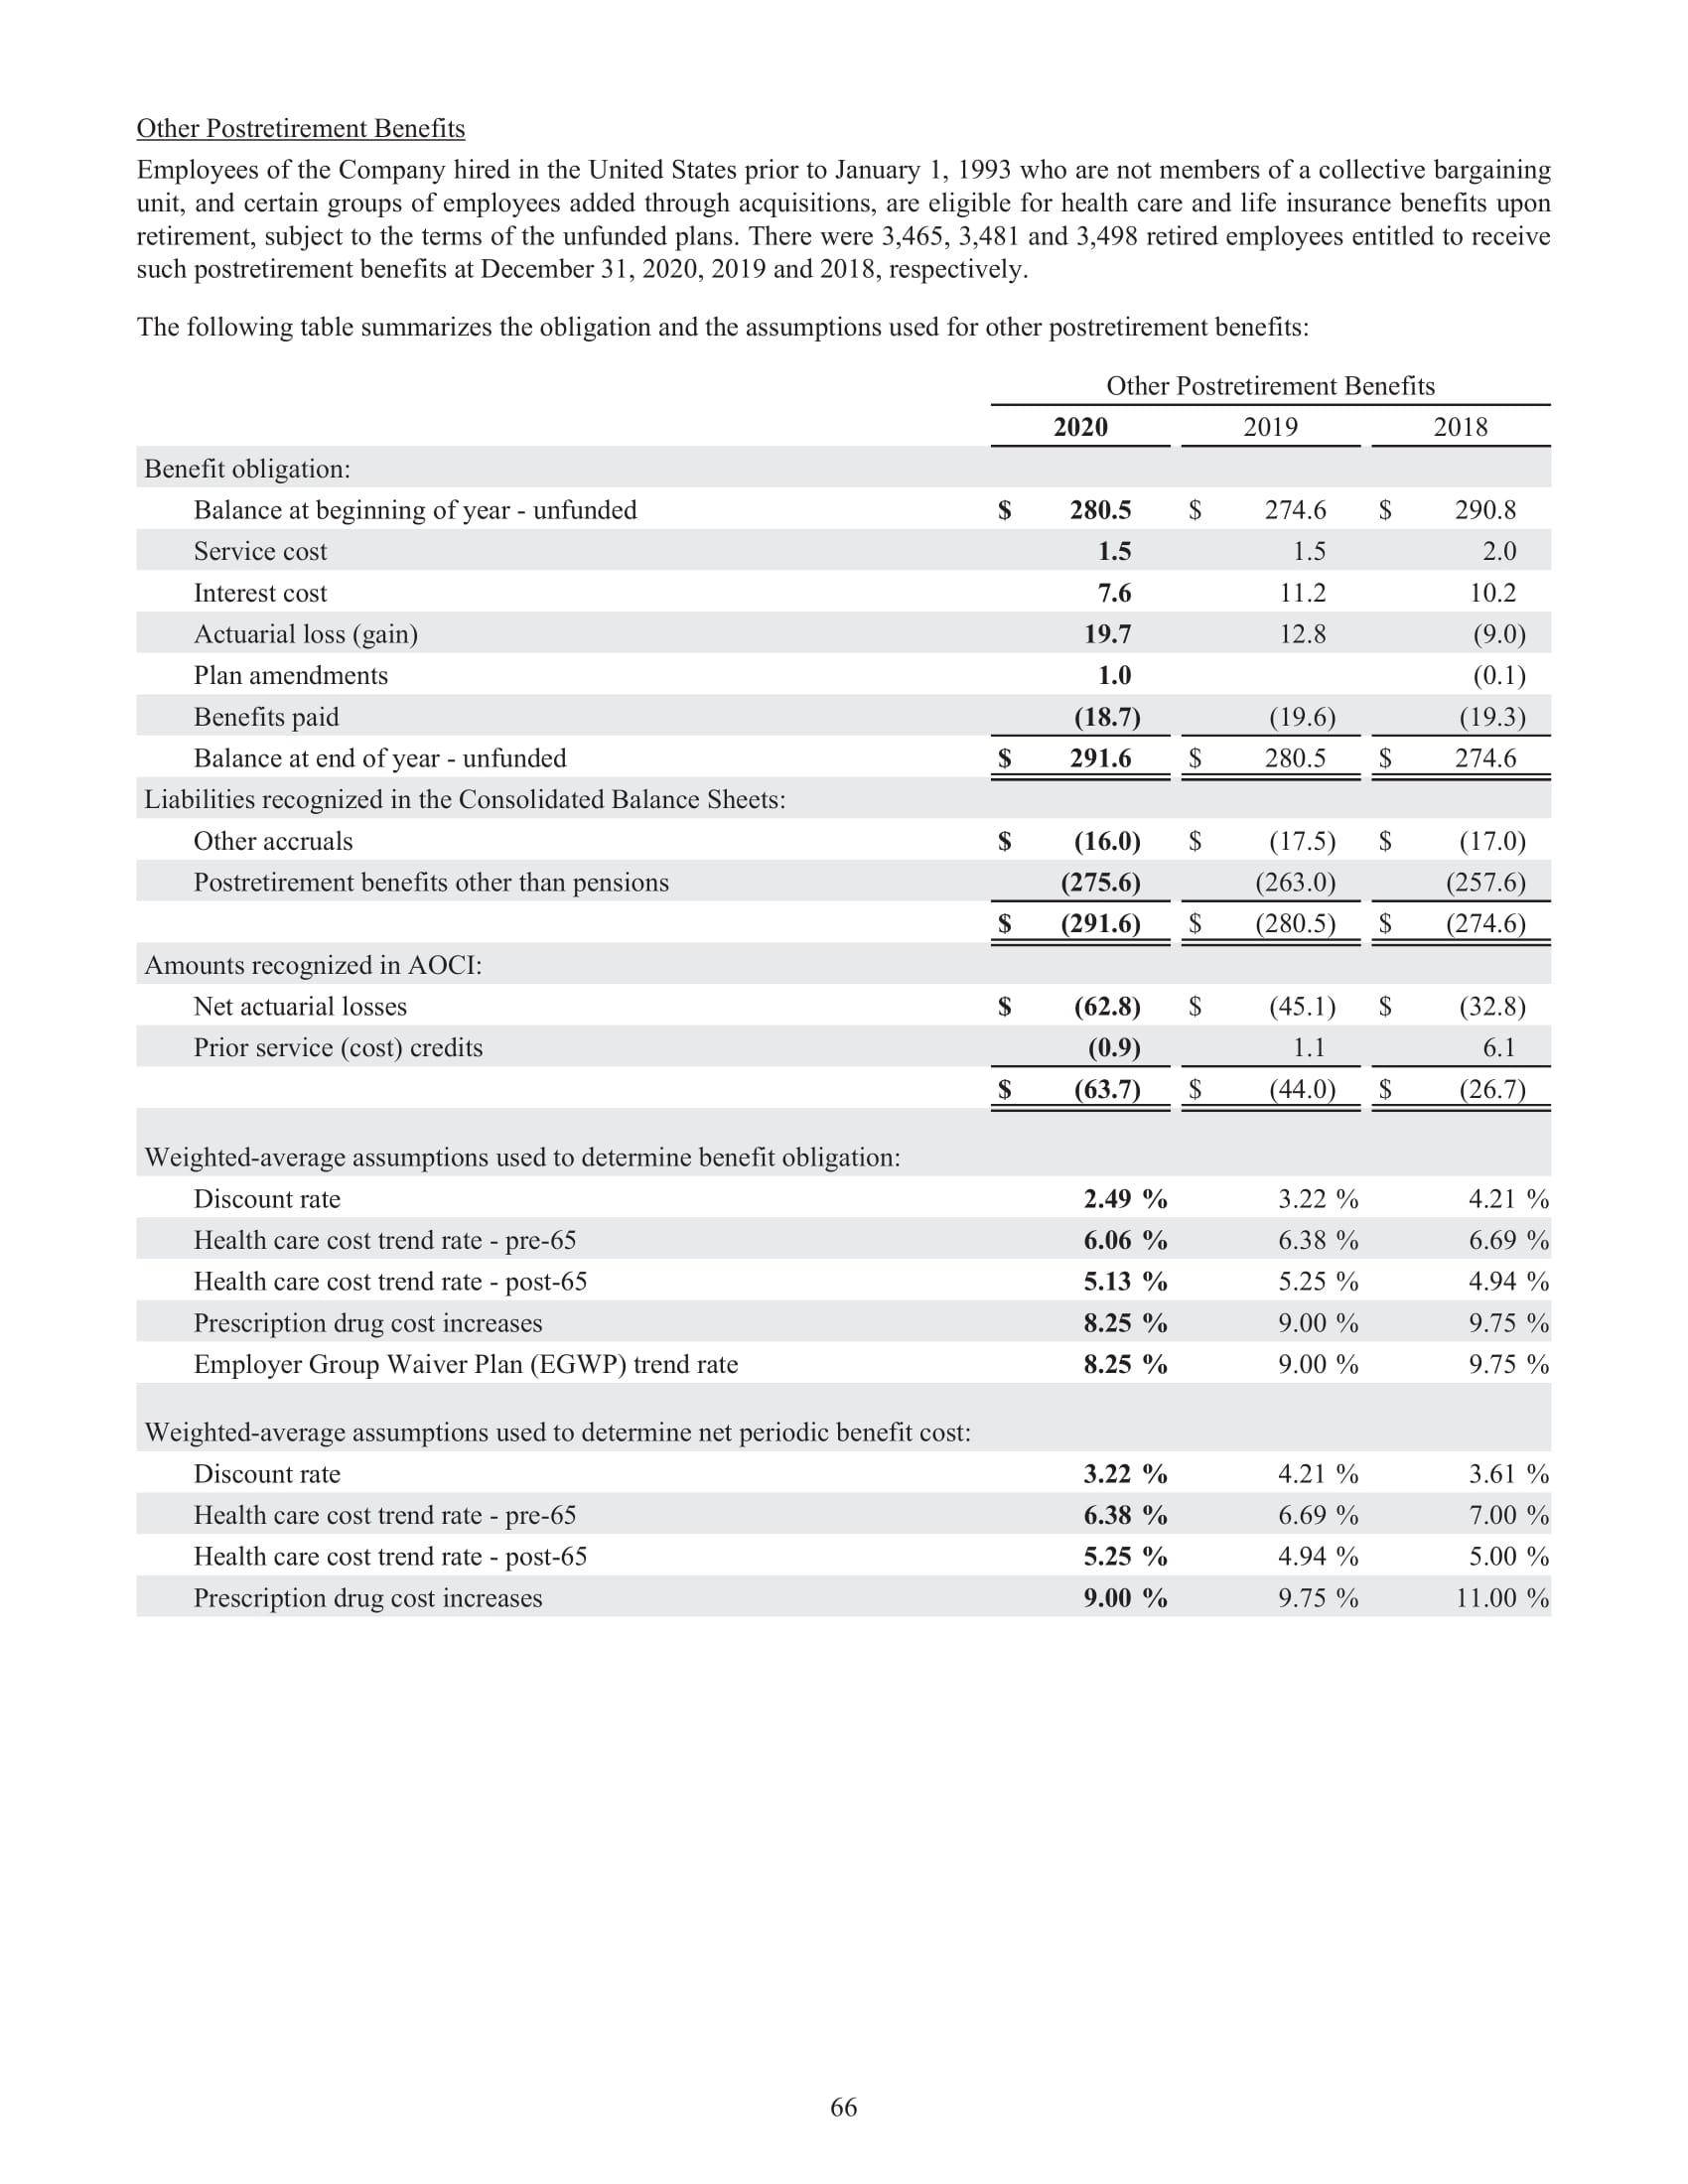 Other Postretirement Benefits
Employees of the Company hired in the United States prior to January 1, 1993 who are not members of a collective bargaining
unit, and certain groups of employees added through acquisitions, are eligible for health care and life insurance benefits upon
retirement, subject to the terms of the unfunded plans. There were 3,465, 3,481 and 3,498 retired employees entitled to receive
such postretirement benefits at December 31, 2020, 2019 and 2018, respectively.
The following table summarizes the obligation and the assumptions used for other postretirement benefits:
Other Postretirement Benefits
2020 2019 2018
Benefit obligation:
Balance at beginning of year - unfunded $ 280.5 $ 274.6 $ 290.8
Service cost 1.5 1.5 2.0
Interest cost 7.6 11.2 10.2
Actuarial loss (gain) 19.7 12.8 (9.0)
Plan amendments 1.0 (0.1)
Benefits paid (18.7) (19.6) (19.3)
Balance at end of year - unfunded $ 291.6 $ 280.5 $ 274.6
Liabilities recognized in the Consolidated Balance Sheets:
Other accruals $ (16.0) $ (17.5) $ (17.0)
Postretirement benefits other than pensions (275.6) (263.0) (257.6)
$ (291.6) $ (280.5) $ (274.6)
Amounts recognized in AOCI:
Net actuarial losses $ (62.8) $ (45.1) $ (32.8)
Prior service (cost) credits (0.9) 1.1 6.1
$ (63.7) $ (44.0) $ (26.7)
Weighted-average assumptions used to determine benefit obligation:
Discount rate 2.49 % 3.22 % 4.21 %
Health care cost trend rate - pre-65 6.06 % 6.38 % 6.69 %
Health care cost trend rate - post-65 5.13 % 5.25 % 4.94 %
Prescription drug cost increases 8.25 % 9.00 % 9.75 %
Employer Group Waiver Plan (EGWP) trend rate 8.25 % 9.00 % 9.75 %
Weighted-average assumptions used to determine net periodic benefit cost:
Discount rate 3.22 % 4.21 % 3.61 %
Health care cost trend rate - pre-65 6.38 % 6.69 % 7.00 %
Health care cost trend rate - post-65 5.25 % 4.94 % 5.00 %
Prescription drug cost increases 9.00 % 9.75 % 11.00 %
66